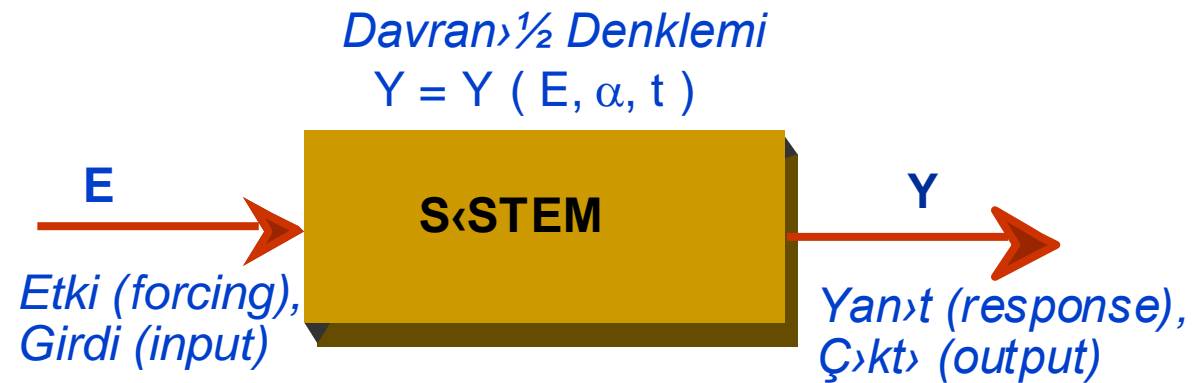 Davran›½ Denklemi
Y = Y ( E, α, t )
E
S‹STEM
Y
Etki (forcing),
Girdi (input)
Yan›t (response),
Ç›kt› (output)